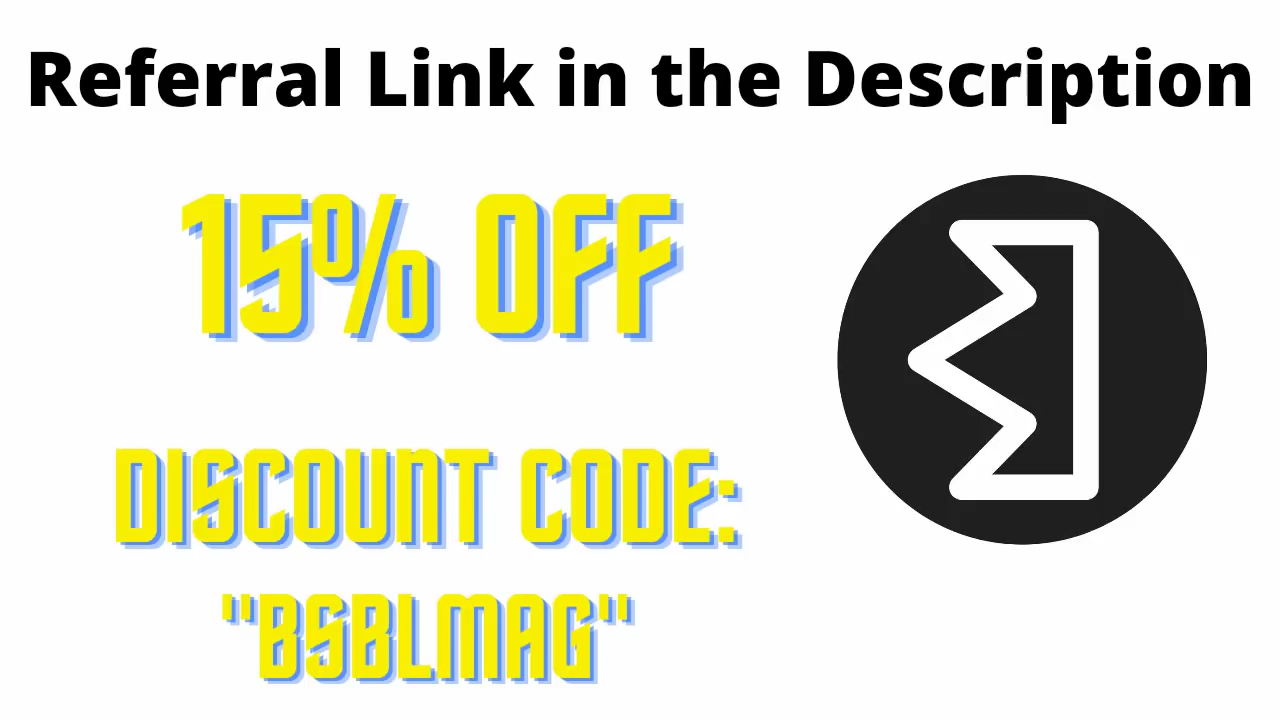 Referral Link in the Description
15% OFF
DISCOUNT CODE:
"BSBLMAG"